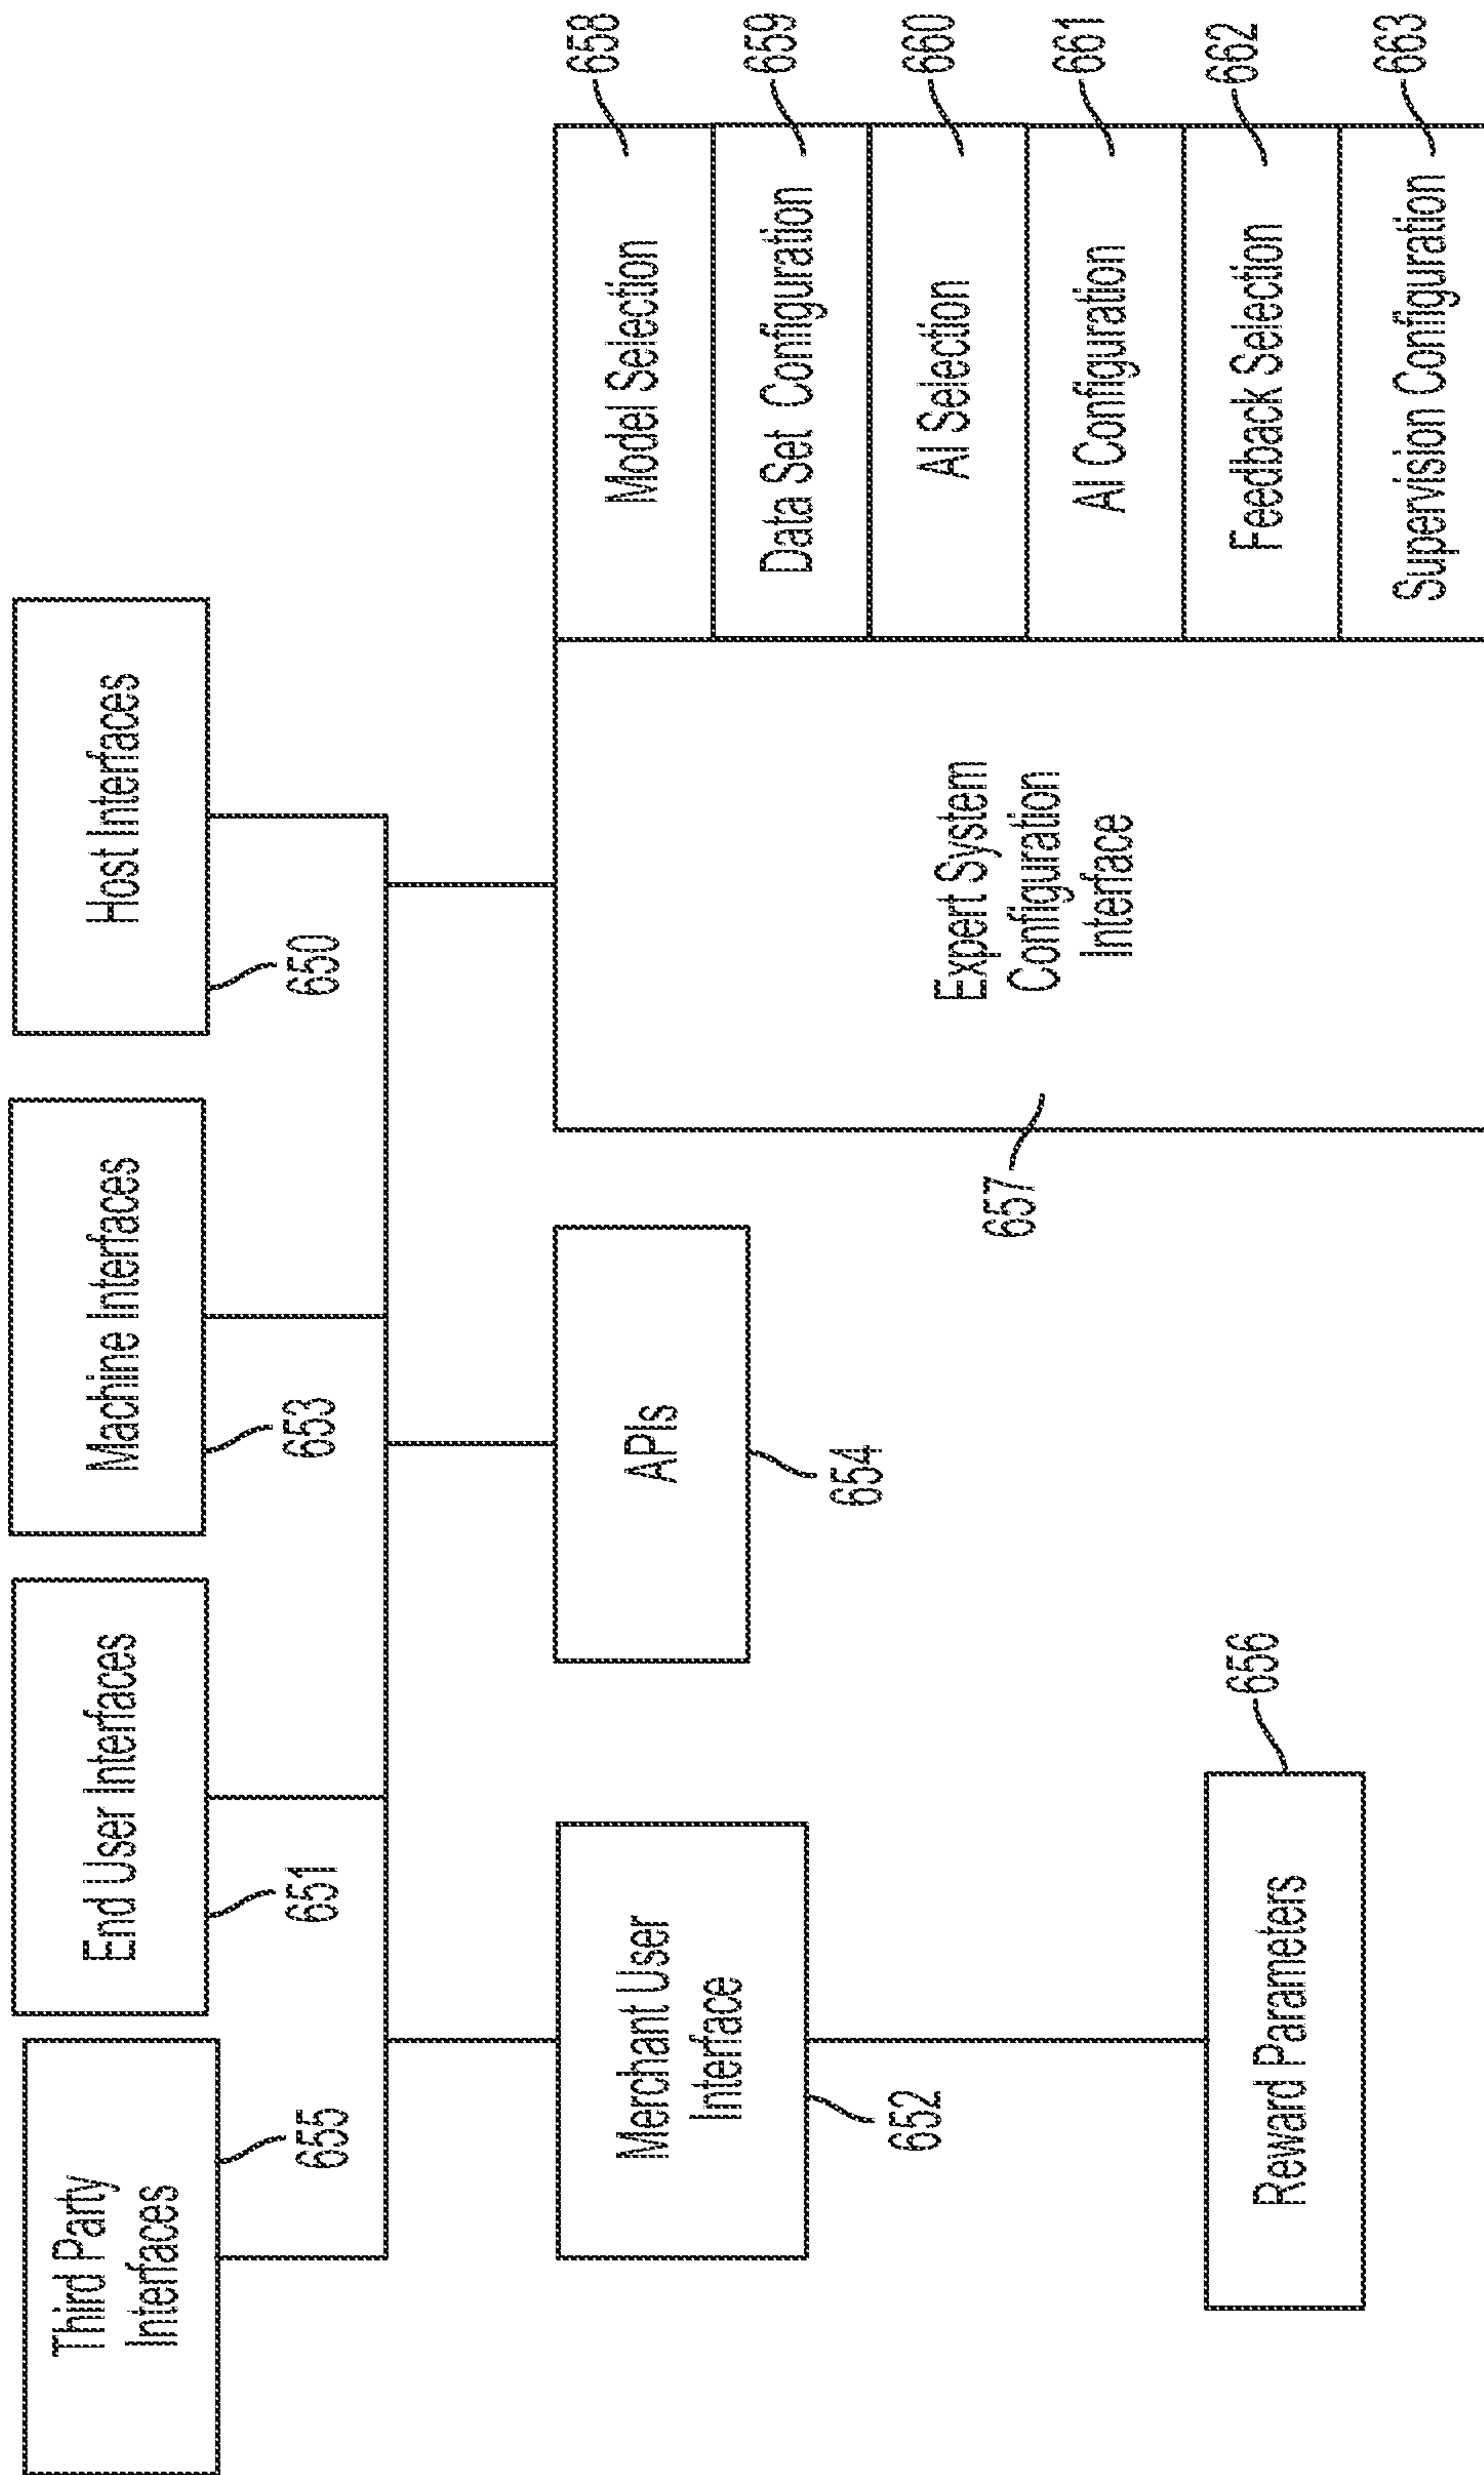 Third Party
Interfaces
655
End User Interfaces
651
Machine Interfaces
653
Host Interfaces
650
Merchant User
Interface
652
APIs
654
Reward Parameters
656
Expert System
Configuration
Interface
657
Model Selection
658
Data Set Configuration
659
AI Selection
660
AI Configuration
661
Feedback Selection
662
Supervision Configuration
663